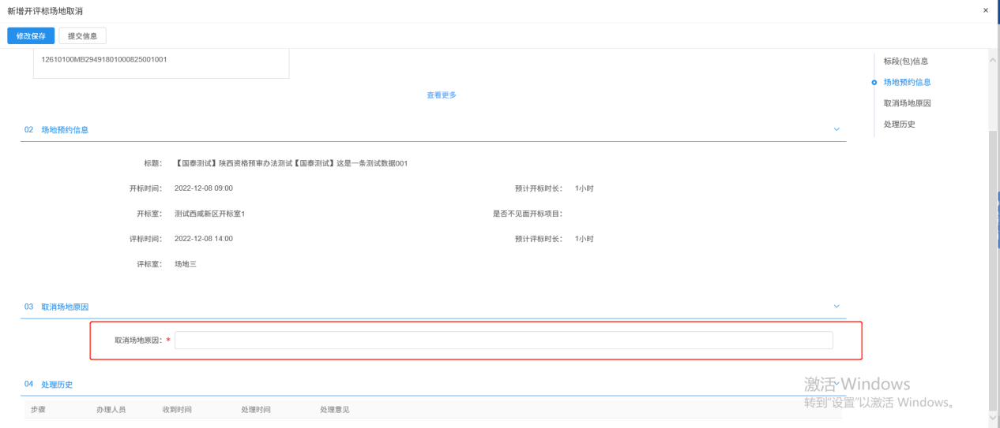 新增开评标场地取消
×
修改保存 提交信息
12610100MB29491801000825001001
查看更多
标段(包)信息
场地预约信息
取消场地原因
处理历史
02 场地预约信息
标题： 【国泰测试】陕西资格预审办法测试【国泰测试】这是一条测试数据001
开标时间： 2022-12-08 09:00 预计开标时长： 1小时
开标室： 测试西咸新区开标室1 是否不见面开标项目：
评标时间： 2022-12-08 14:00 预计评标时长： 1小时
评标室： 场地三
03 取消场地原因
取消场地原因：*
04 处理历史
步骤 办理人员 收到时间 处理时间 处理意见
激活 Windows
转到"设置"以激活 Windows。